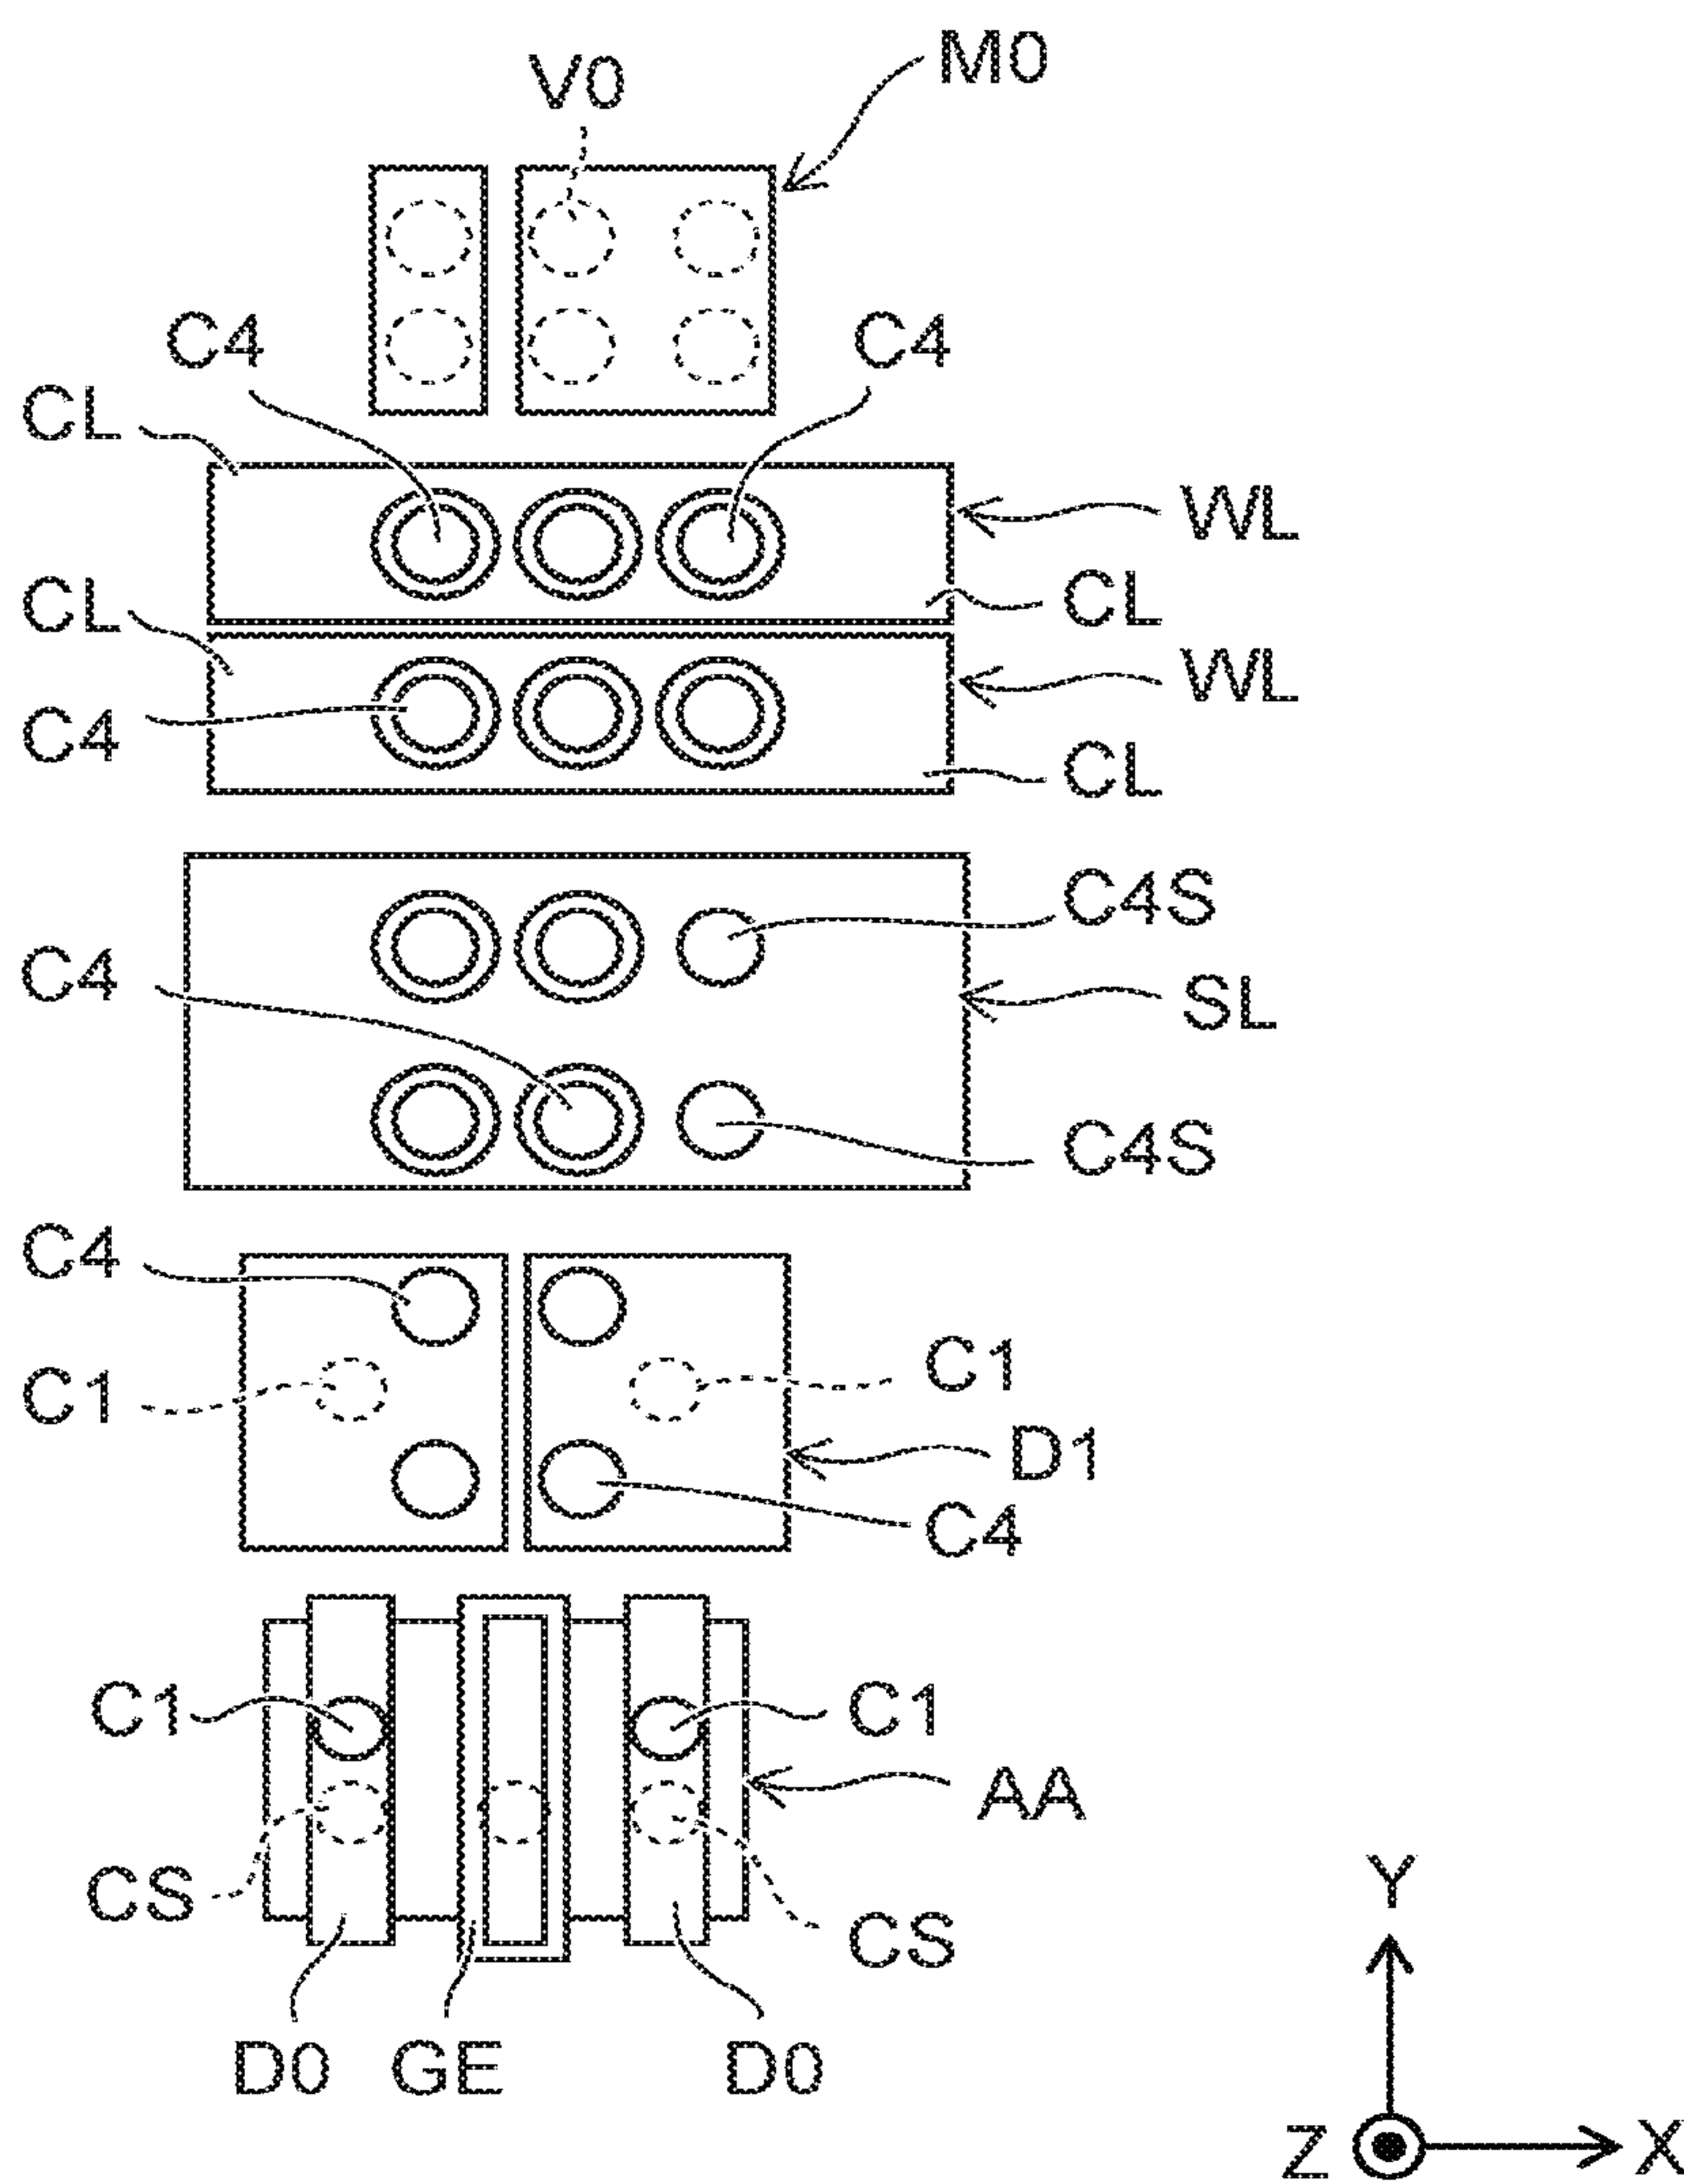 M0
V0
C4 C4
CL
WL
CL CL
WL
C4 CL
C4S
C4 SL
C4S
C4
C1 C1
D1
C4
C1 C1
AA
CS CS
D0 GE D0
Y
Z X